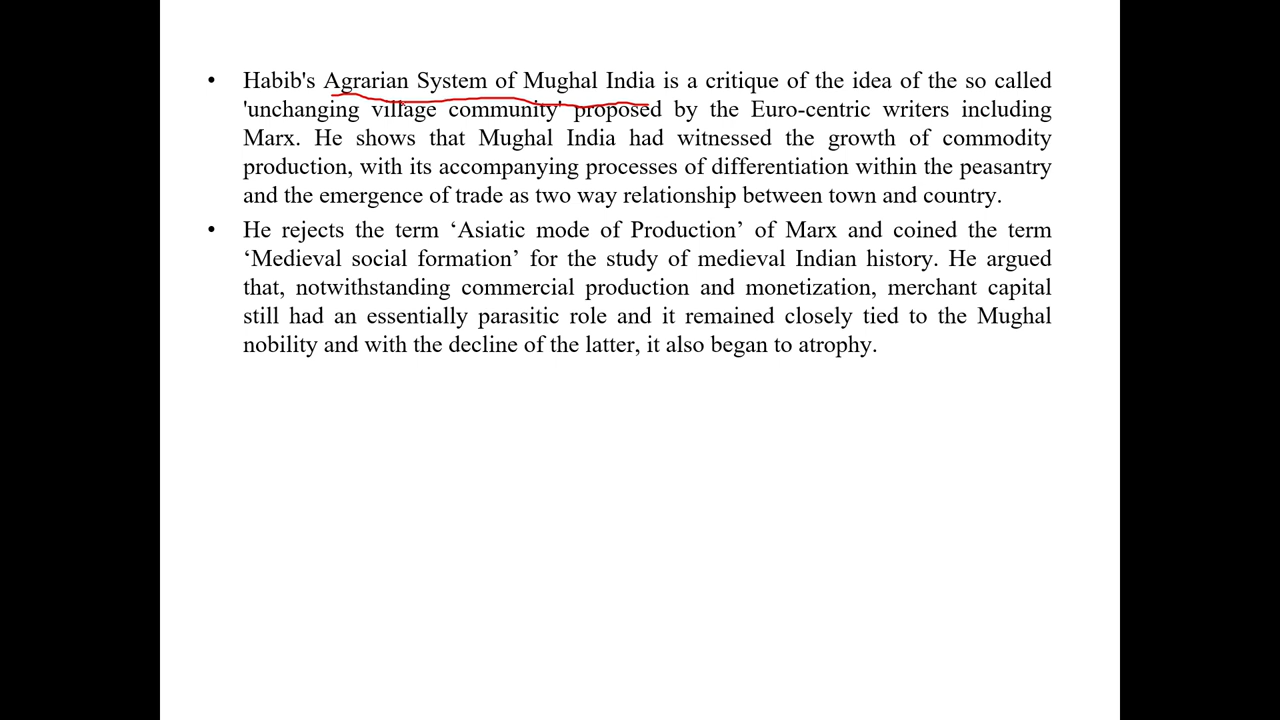 • Habib's Agrarian System of Mughal India is a critique of the idea of the so called
'unchanging village community' proposed by the Euro-centric writers including
Marx. He shows that Mughal India had witnessed the growth of commodity
production, with its accompanying processes of differentiation within the peasantry
and the emergence of trade as two way relationship between town and country.
• He rejects the term ‘Asiatic mode of Production’ of Marx and coined the term
‘Medieval social formation’ for the study of medieval Indian history. He argued
that, notwithstanding commercial production and monetization, merchant capital
still had an essentially parasitic role and it remained closely tied to the Mughal
nobility and with the decline of the latter, it also began to atrophy.